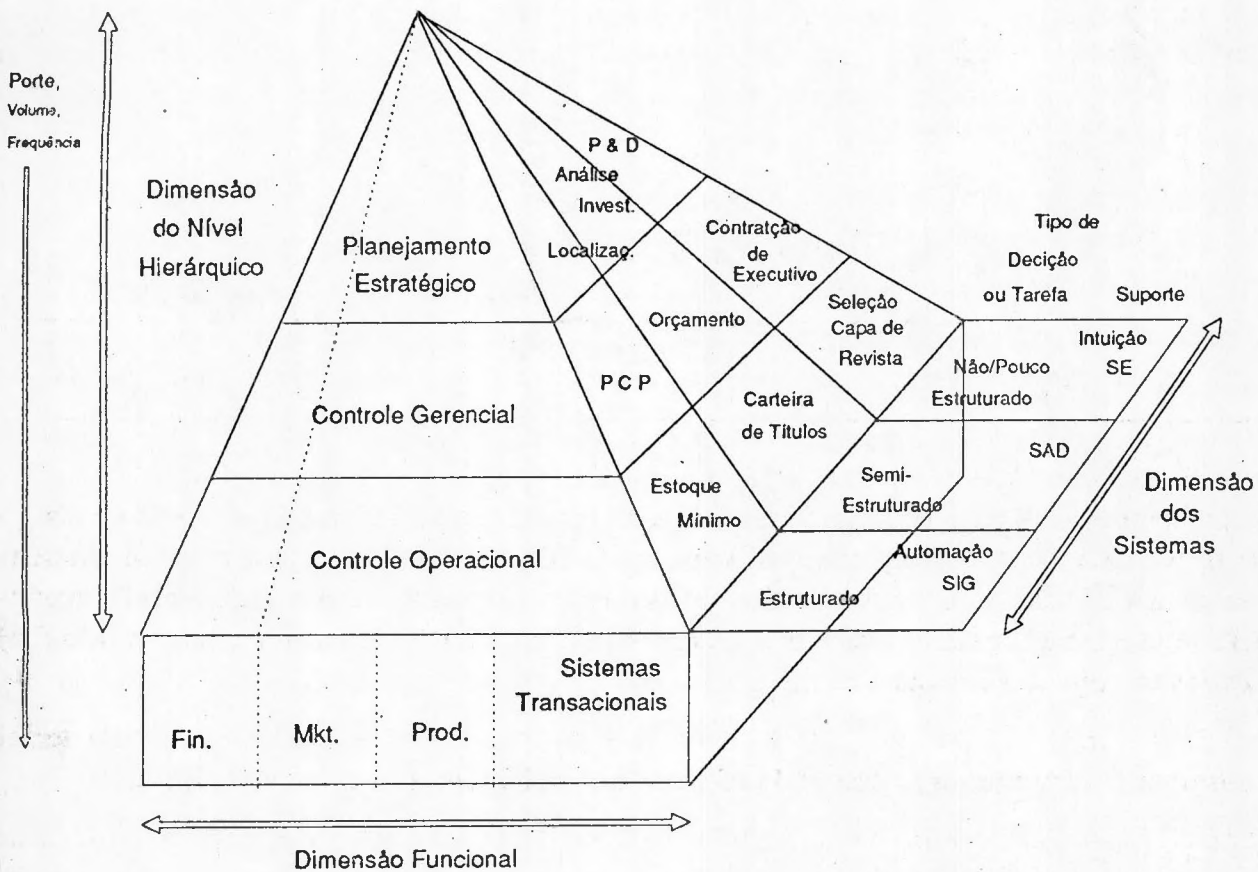 Porte,
Volume,
Frequência
Dimensão
do Nível
Hierárquico
Planejamento
Estratégico
Controle Gerencial
Controle Operacional
P & D
Análise
Invest.
Localizaç.
Contratção
de
Executivo
Orçamento
Seleção
Capa de
Revista
P C P
Carteira
de Títulos
Estoque
Mínimo
Tipo de
Decição
ou Tarefa
Suporte
Intuição
SE
Não/Pouco
Estruturado
SAD
Semi-
Estruturado
Automação
SIG
Estruturado
Dimensão
dos
Sistemas
Sistemas
Transacionais
Fin.
Mkt.
Prod.
Dimensão Funcional